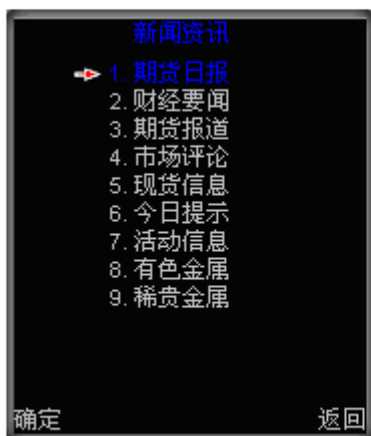 新闻资讯
1.期货日报
2.财经要闻
3.期货报道
4.市场评论
5.现货信息
6.今日提示
7.活动信息
8.有色金属
9.稀贵金属
确定 返回